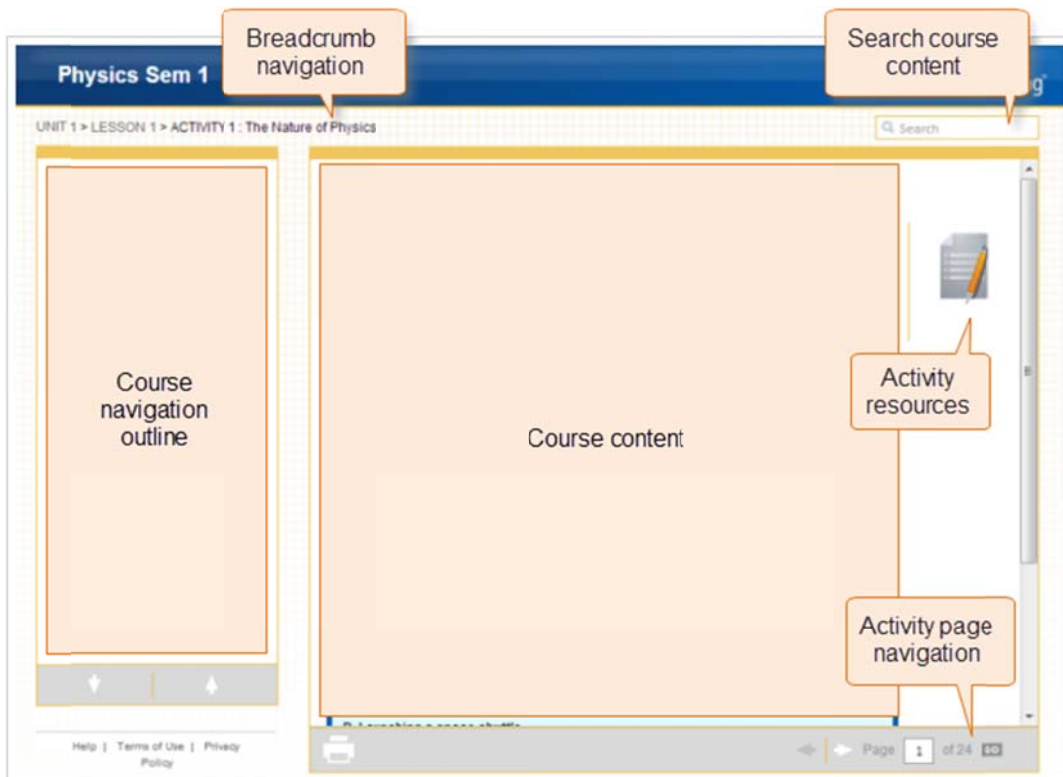 Breadcrumb
navigation
Search course
content
Physics Sem 1
UNIT 1 > LESSON 1 > ACTIVITY 1 : The Nature of Physics
Search
Course
navigation
outline
Course content
Activity
resources
Activity page
navigation
Help | Terms of Use | Privacy
Policy
Page 1 of 24 GO